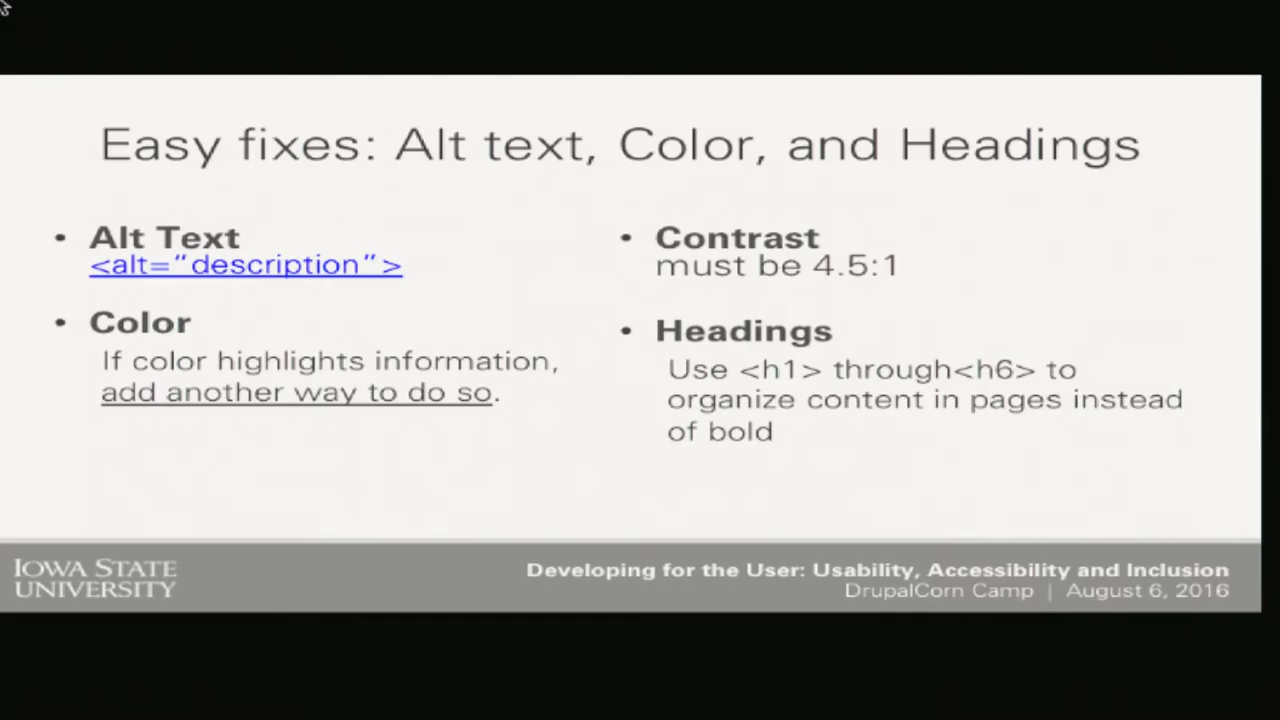 Easy fixes: Alt text, Color, and Headings
• Alt Text
<alt=“description”>
• Color
If color highlights information,
add another way to do so.
• Contrast
must be 4.5:1
• Headings
Use <h1> through<h6> to
organize content in pages instead
of bold
IOWA STATE
UNIVERSITY
Developing for the User: Usability, Accessibility and Inclusion
DrupalCorn Camp | August 6, 2016